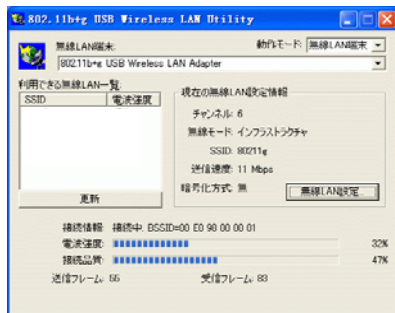 802.11b+g USB Wireless LAN Utility
無線LAN端末:
動作モード: 無線LAN端末
802.11b+g USB Wireless LAN Adapter
利用できる無線LAN一覧:
SSID 電波強度
更新
現在の無線LAN設定情報
チャンネル: 6
無線モード: インフラストラクチャ
SSID: 80211g
送信速度: 11 Mbps
暗号化方式: 無
無線LAN設定...
接続情報: 接続中. BSSID=00 E0 90 00 00 01
電波強度: 32%
接続品質: 47%
送信フレーム: 55 受信フレーム: 83